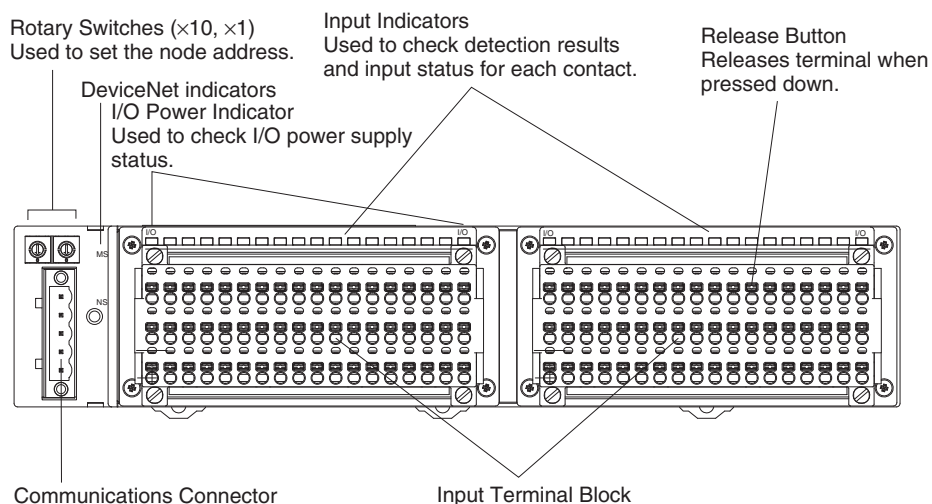 Rotary Switches (×10, ×1)
Used to set the node address.
DeviceNet indicators
I/O Power Indicator
Used to check I/O power supply
status.
Input Indicators
Used to check detection results
and input status for each contact.
Release Button
Releases terminal when
pressed down.
I/O
I/O
I/O
I/O
MS
NS
Communications Connector
Input Terminal Block